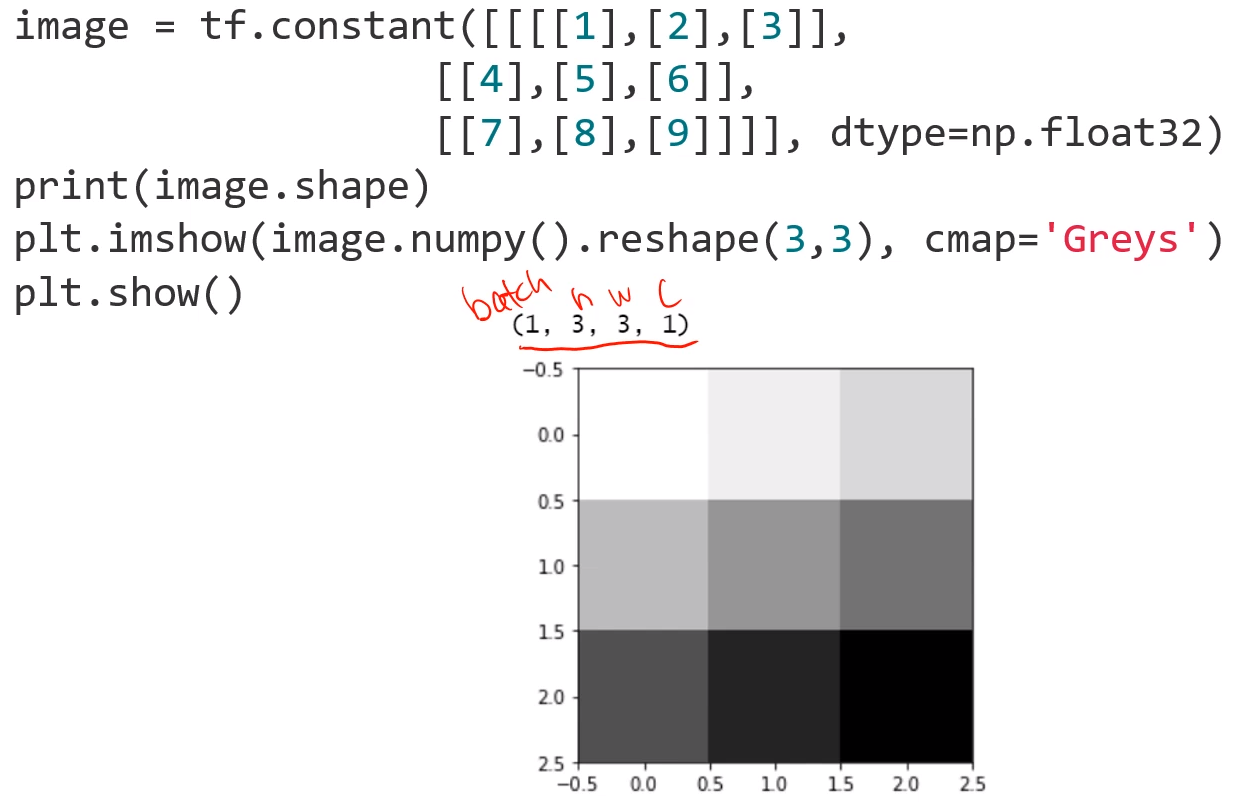 image = tf.constant([[[[1],[2],[3]],
[[4],[5],[6]],
[[7],[8],[9]]]], dtype=np.float32)
print(image.shape)
plt.imshow(image.numpy().reshape(3,3), cmap='Greys')
plt.show()
batch h w C
(1, 3, 3, 1)
−0.5
0.0
0.5
1.0
1.5
2.0
2.5
−0.5 0.0 0.5 1.0 1.5 2.0 2.5